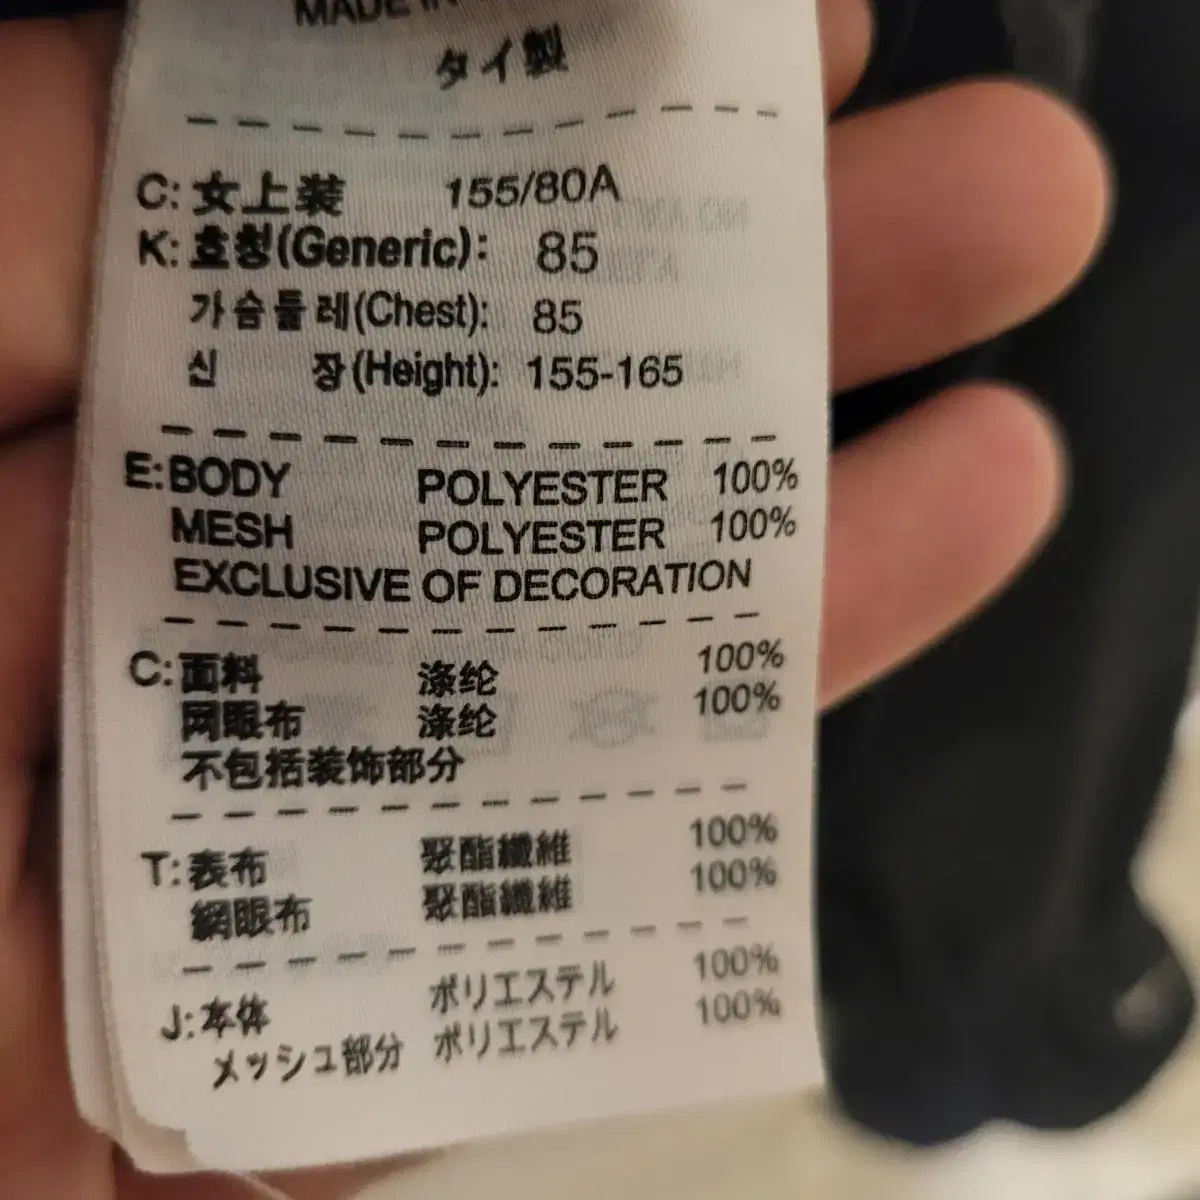 MADE IN
タイ製
C: 女上装 155/80A
K: 호칭(Generic): 85
가슴둘레(Chest): 85
신 장(Height): 155-165
E: BODY POLYESTER 100%
MESH POLYESTER 100%
EXCLUSIVE OF DECORATION
C: 面料 涤纶 100%
网眼布 涤纶 100%
不包括装饰部分
T: 表布 聚酯纖維 100%
網眼布 聚酯纖維 100%
J: 本体 ポリエステル 100%
メッシュ部分 ポリエステル 100%